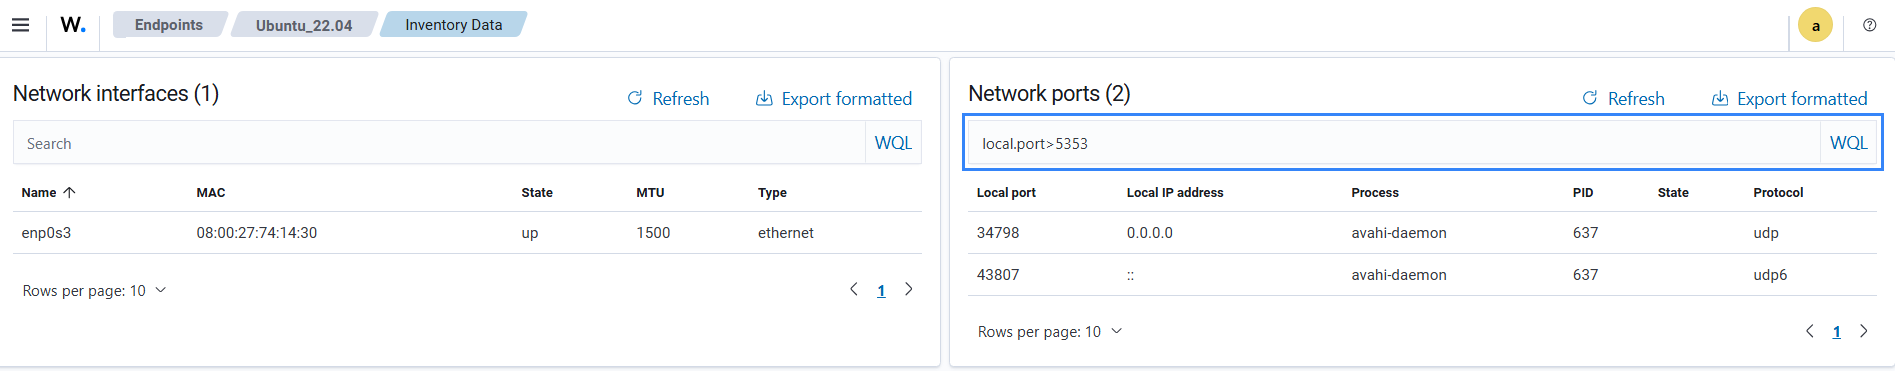 W. Endpoints Ubuntu_22.04 Inventory Data a
Network interfaces (1) Refresh Export formatted
Search WQL
Name MAC State MTU Type
enp0s3 08:00:27:74:14:30 up 1500 ethernet
Rows per page: 10 1
Network ports (2) Refresh Export formatted
local.port>5353 WQL
Local port Local IP address Process PID State Protocol
34798 0.0.0.0 avahi-daemon 637 udp
43807 :: avahi-daemon 637 udp6
Rows per page: 10 1